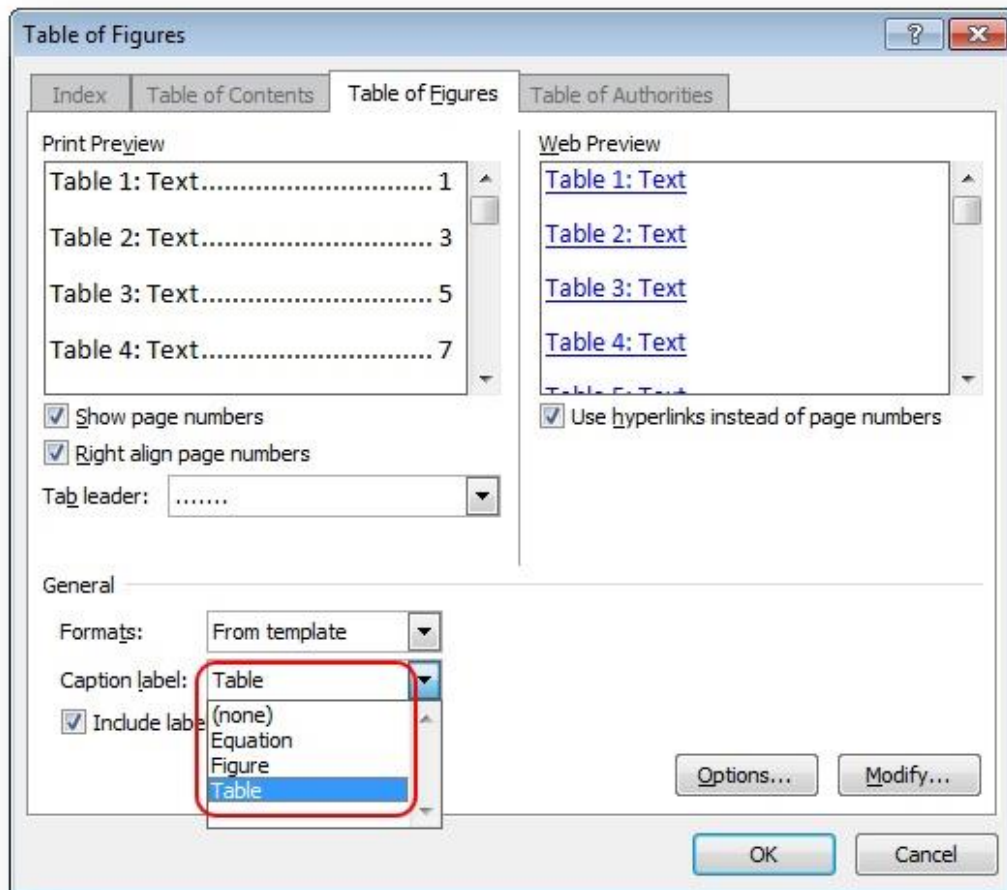 Table of Figures
Index
Table of Contents
Table of Figures
Table of Authorities
Print Preview
Table 1: Text............................. 1
Table 2: Text............................. 3
Table 3: Text............................. 5
Table 4: Text............................. 7
Show page numbers
Right align page numbers
Tab leader: .......
Web Preview
Table 1: Text
Table 2: Text
Table 3: Text
Table 4: Text
Table 5: Text
Use hyperlinks instead of page numbers
General
Formats: From template
Caption label: Table
(none)
Equation
Figure
Table
Include labe
Options...
Modify...
OK
Cancel